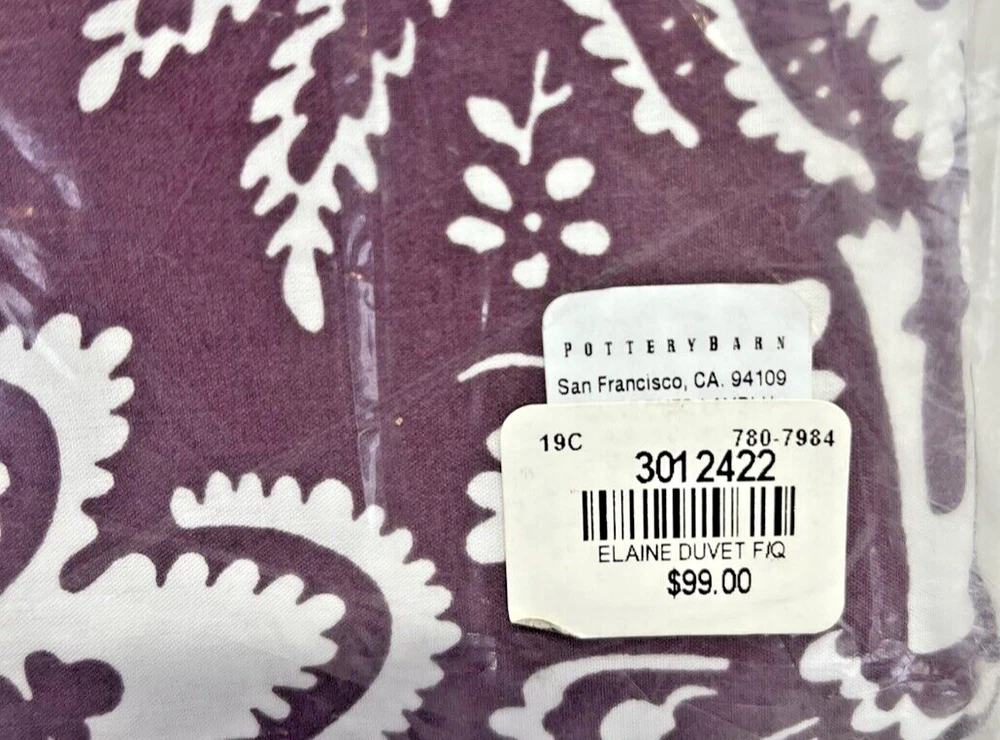 POTTERYBARN
San Francisco, CA. 94109
19C 780-7984
3012422
ELAINE DUVET F/Q
$99.00